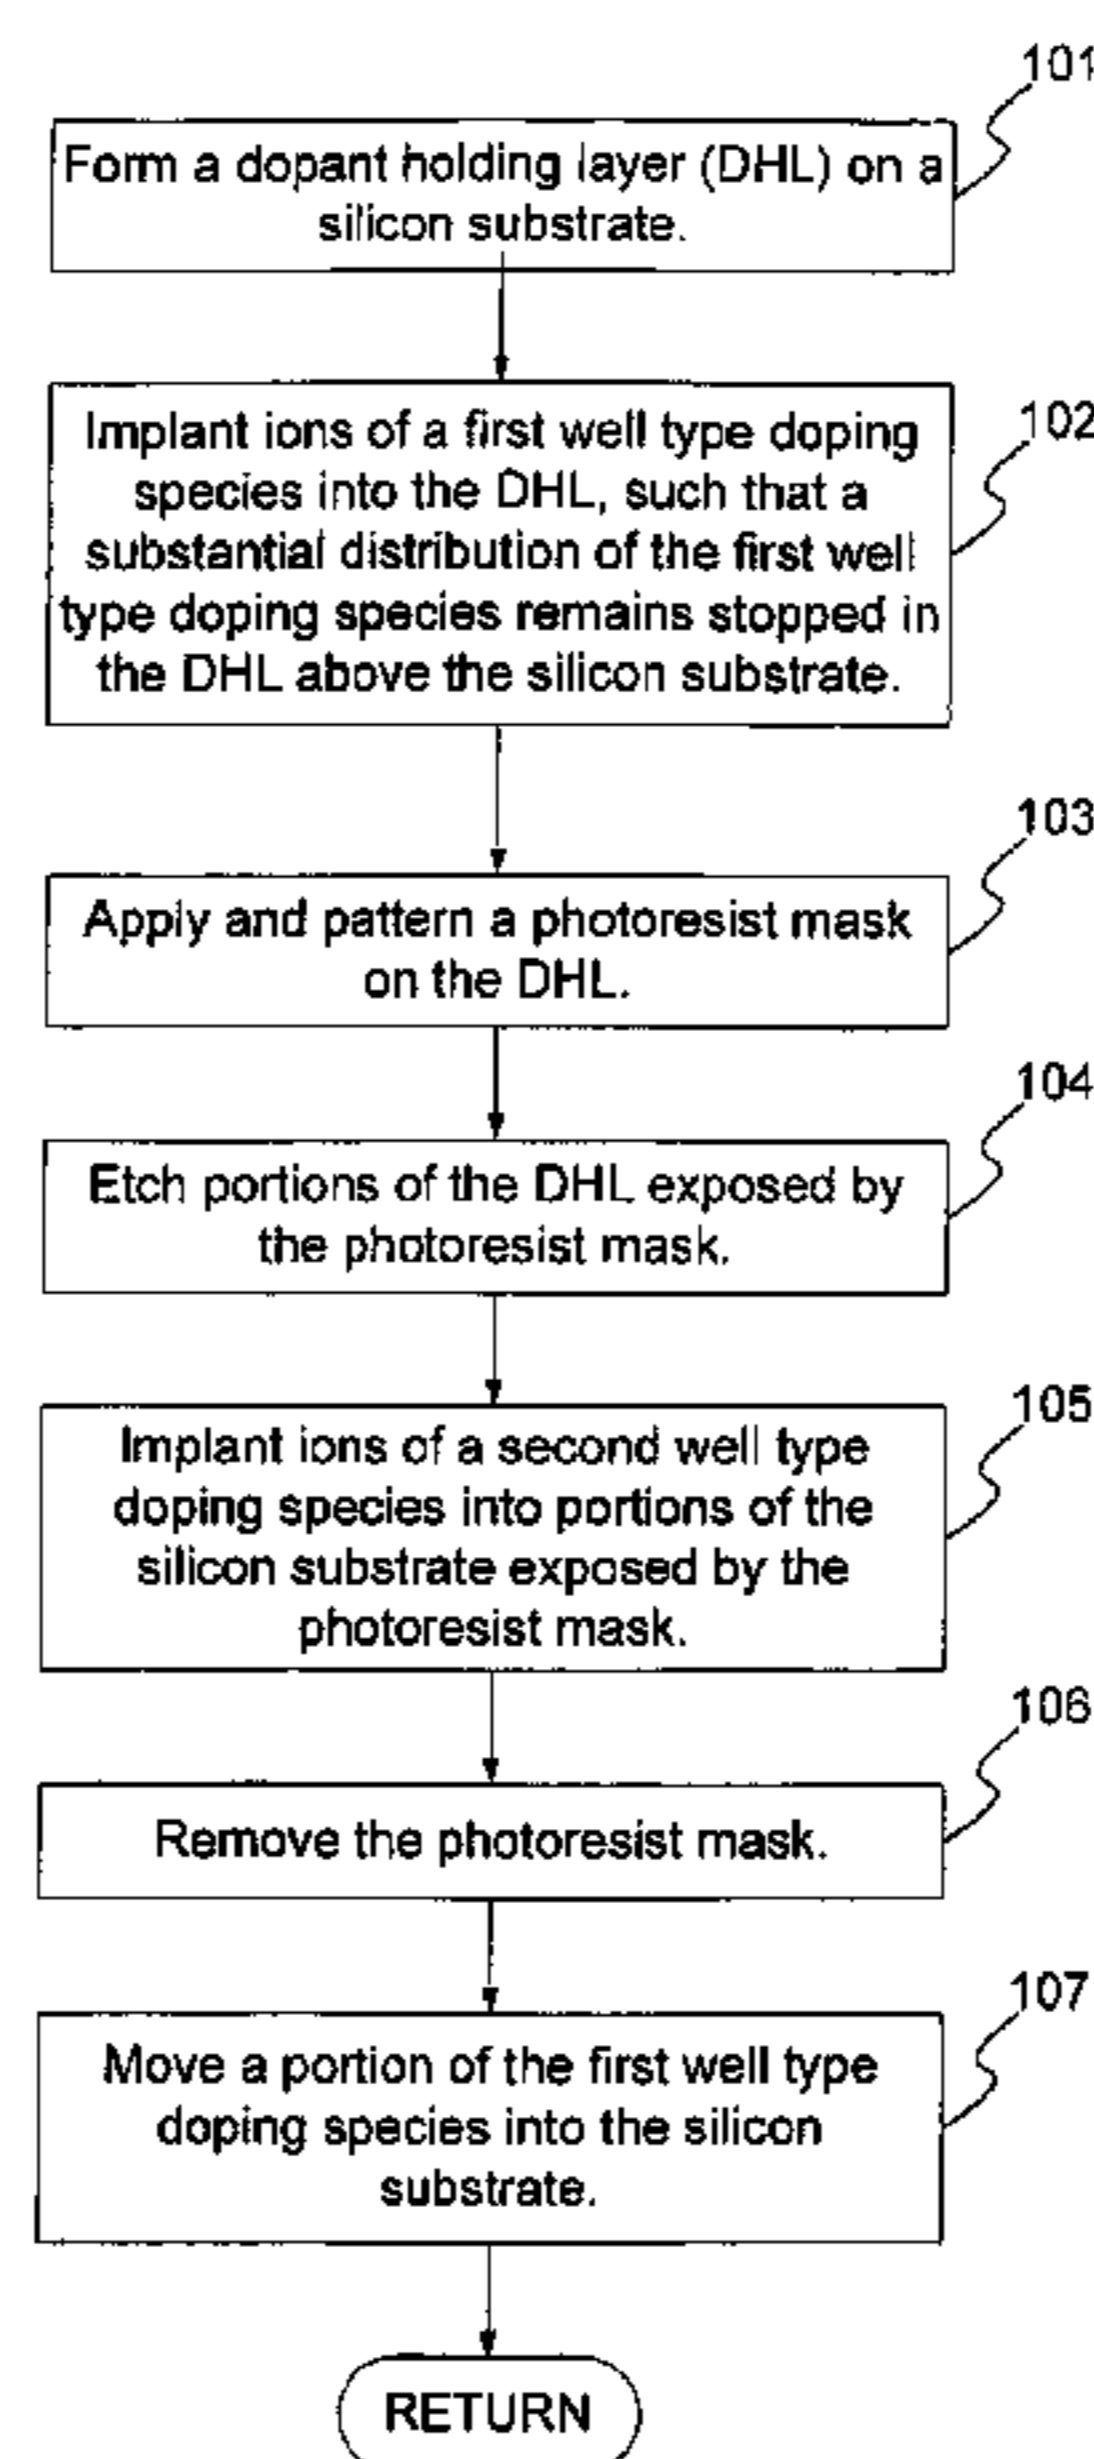 101
Form a dopant holding layer (DHL) on a
silicon substrate.
102
Implant ions of a first well type doping
species into the DHL, such that a
substantial distribution of the first well
type doping species remains stopped in
the DHL above the silicon substrate.
103
Apply and pattern a photoresist mask
on the DHL.
104
Etch portions of the DHL exposed by
the photoresist mask.
105
Implant ions of a second well type
doping species into portions of the
silicon substrate exposed by the
photoresist mask.
106
Remove the photoresist mask.
107
Move a portion of the first well type
doping species into the silicon
substrate.
RETURN